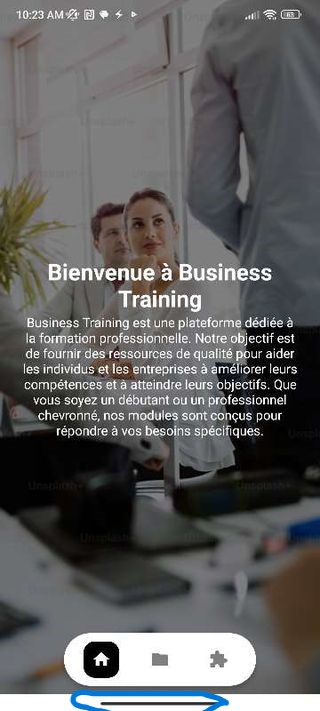 10:23 AM
63
Bienvenue à Business
Training
Business Training est une plateforme dédiée à
la formation professionnelle. Notre objectif est
de fournir des ressources de qualité pour aider
les individus et les entreprises à améliorer leurs
compétences et à atteindre leurs objectifs. Que
vous soyez un débutant ou un professionnel
chevronné, nos modules sont conçus pour
répondre à vos besoins spécifiques.
Unsplash+
Unsplash+
Unsplash+